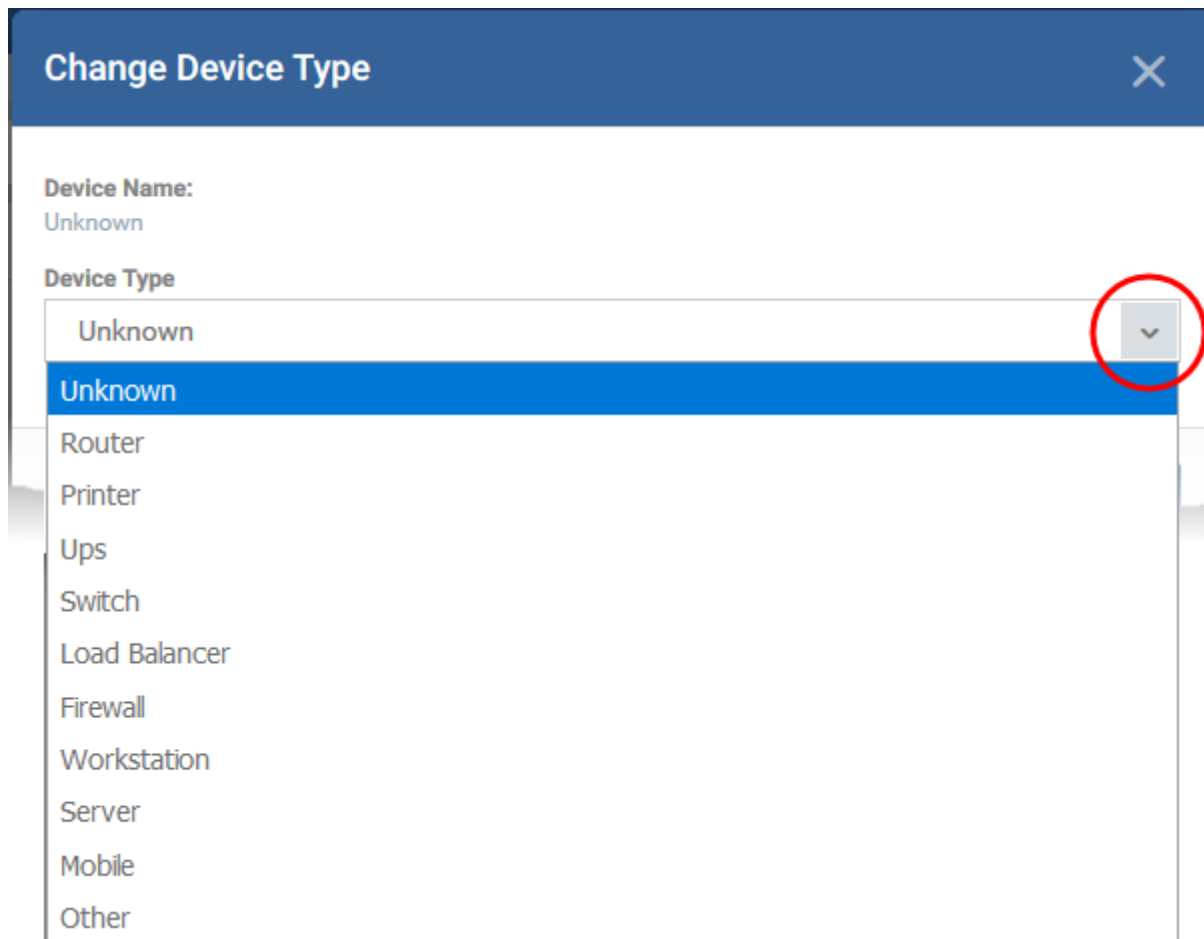 Change Device Type
Device Name:
Unknown
Device Type
Unknown
Unknown
Router
Printer
Ups
Switch
Load Balancer
Firewall
Workstation
Server
Mobile
Other